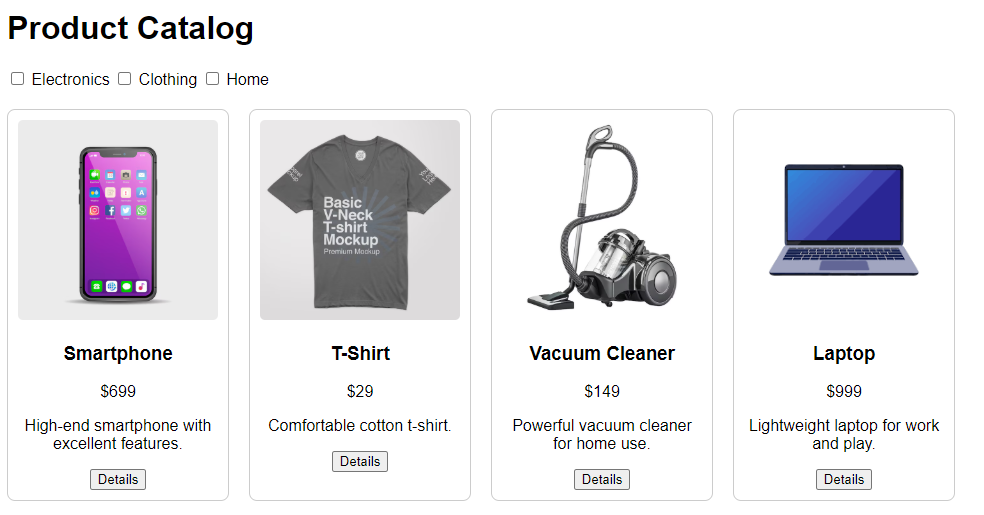 Product Catalog
Electronics Clothing Home
Basic
V-Neck
T-shirt
Mockup
Premium Mockup
Smartphone
$699
High-end smartphone with
excellent features.
Details
T-Shirt
$29
Comfortable cotton t-shirt.
Details
Vacuum Cleaner
$149
Powerful vacuum cleaner
for home use.
Details
Laptop
$999
Lightweight laptop for work
and play.
Details